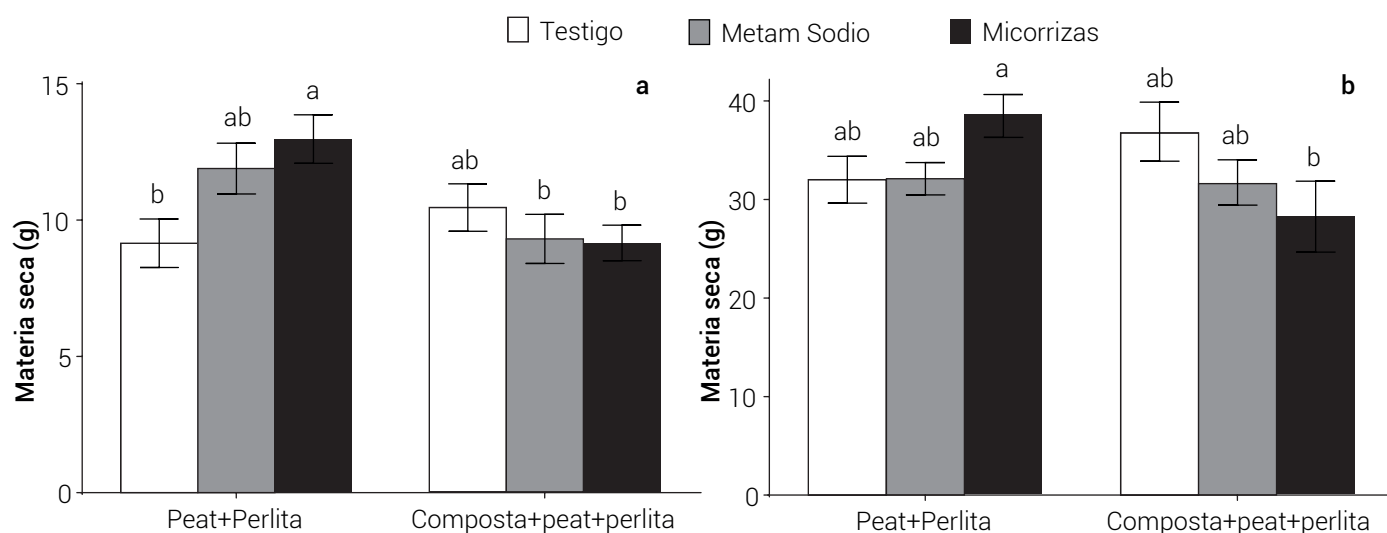 Testigo Metam Sodio Micorrizas
a
Materia seca (g)
15
10
5
0
b
ab
a
ab
b
b
Peat+Perlita
Composta+peat+perlita
b
Materia seca (g)
40
30
20
10
0
ab
ab
a
ab
ab
b
Peat+Perlita
Composta+peat+perlita